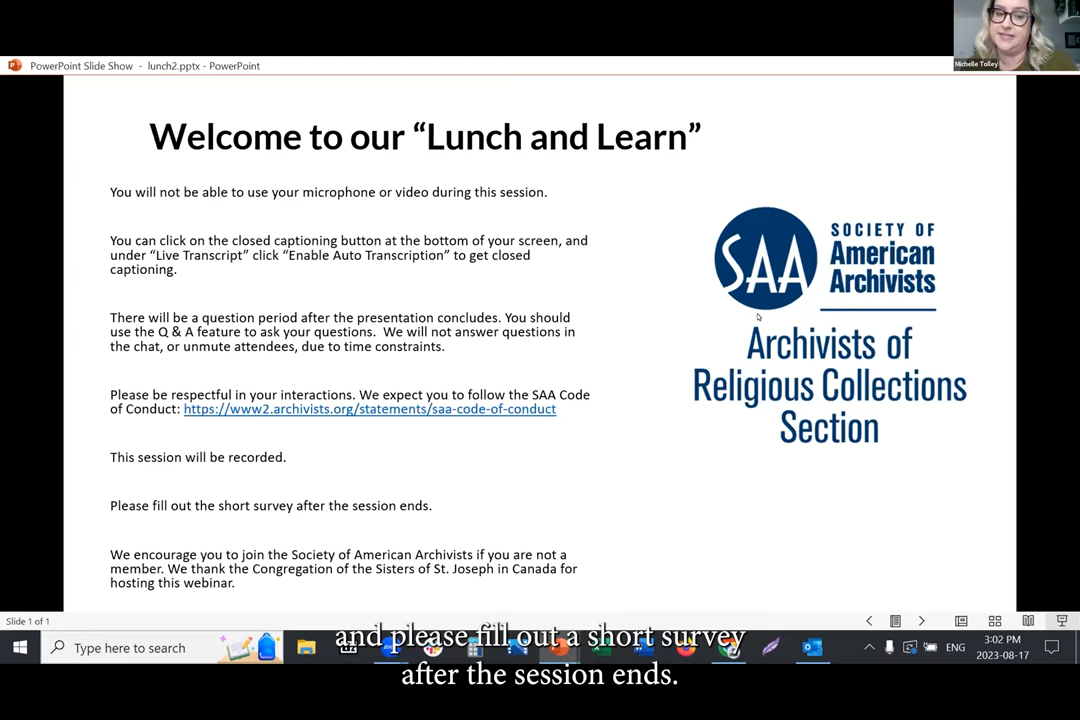 Michelle Tolley
PowerPoint Slide Show - lunch2.pptx - PowerPoint
Welcome to our “Lunch and Learn”
You will not be able to use your microphone or video during this session.
You can click on the closed captioning button at the bottom of your screen, and
under “Live Transcript” click “Enable Auto Transcription” to get closed
captioning.
There will be a question period after the presentation concludes. You should
use the Q & A feature to ask your questions. We will not answer questions in
the chat, or unmute attendees, due to time constraints.
Please be respectful in your interactions. We expect you to follow the SAA Code
of Conduct: https://www2.archivists.org/statements/saa-code-of-conduct
This session will be recorded.
Please fill out the short survey after the session ends.
We encourage you to join the Society of American Archivists if you are not a
member. We thank the Congregation of the Sisters of St. Joseph in Canada for
hosting this webinar.
SAA
SOCIETY OF
American
Archivists
Archivists of
Religious Collections
Section
Slide 1 of 1
Type here to search
ENG
3:02 PM
2023-08-17
and please fill out a short survey
after the session ends.